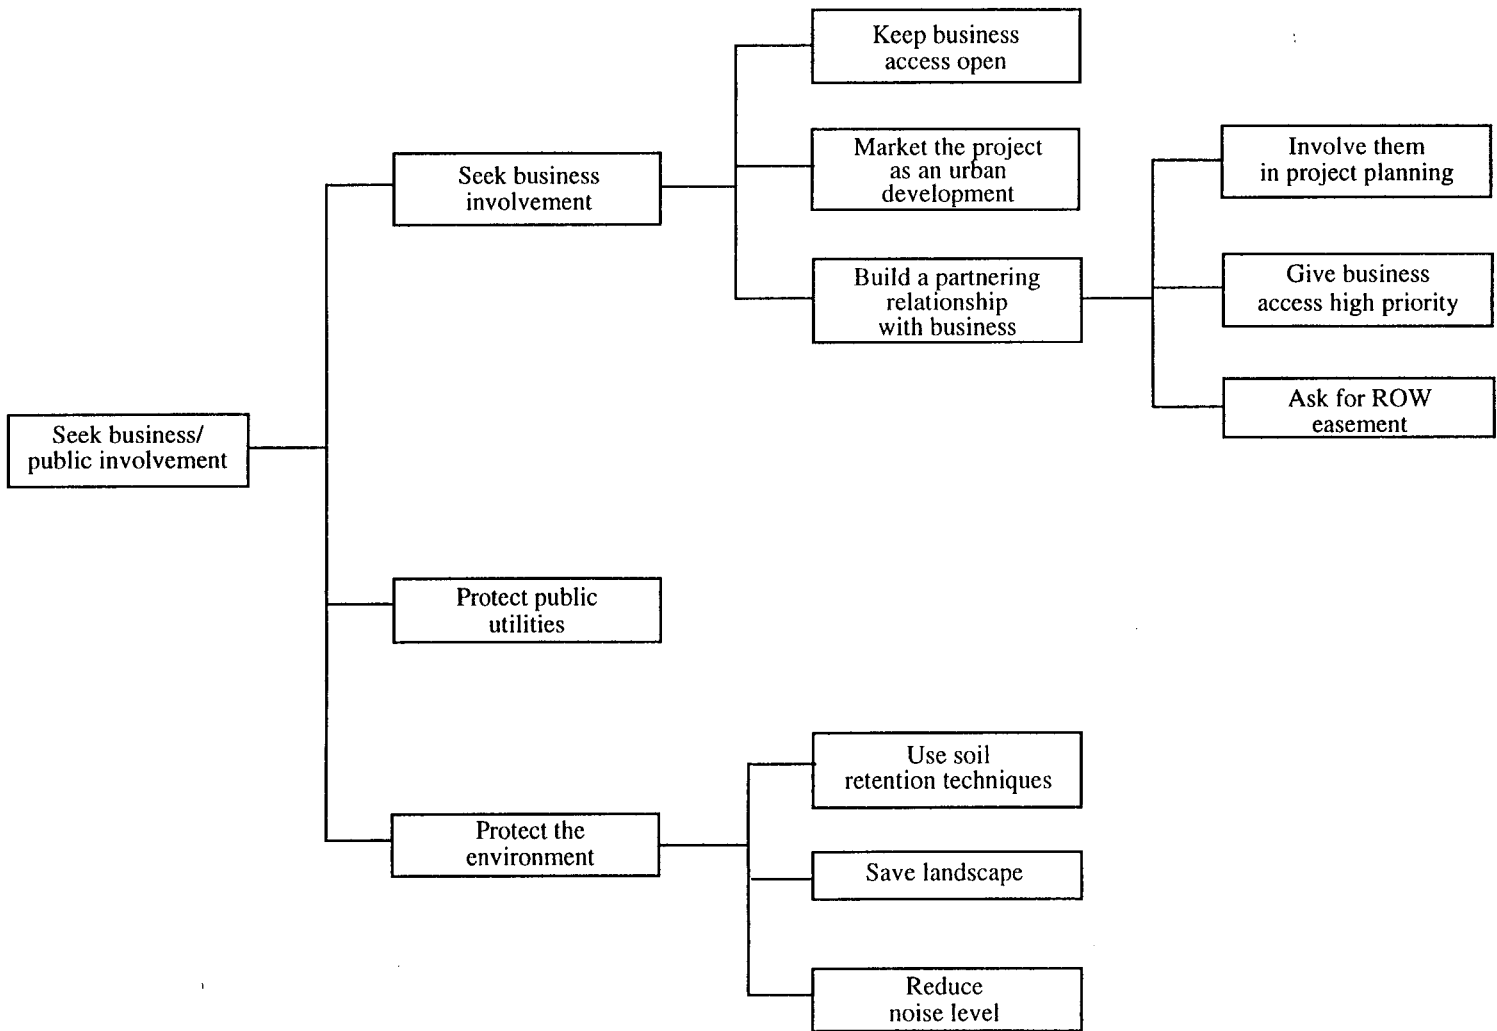 Keep business
access open
Market the project
as an urban
development
Involve them
in project planning
Seek business
involvement
Build a partnering
relationship
with business
Give business
access high priority
Ask for ROW
easement
Seek business/
public involvement
Protect public
utilities
Use soil
retention techniques
Protect the
environment
Save landscape
Reduce
noise level